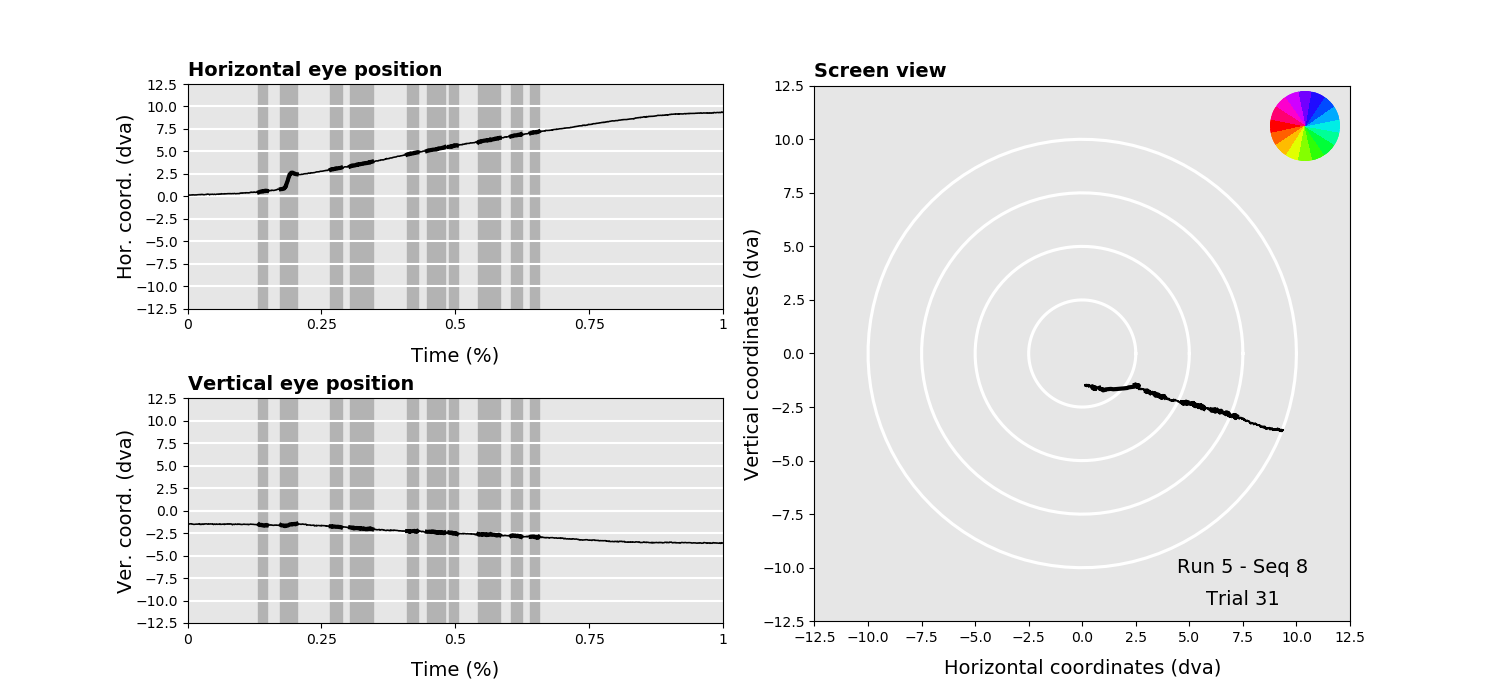 Horizontal eye position
Hor. coord. (dva)
12.5
10.0
7.5
5.0
2.5
0.0
−2.5
−5.0
−7.5
−10.0
−12.5
0 0.25 0.5 0.75 1
Time (%)
Vertical eye position
Ver. coord. (dva)
12.5
10.0
7.5
5.0
2.5
0.0
−2.5
−5.0
−7.5
−10.0
−12.5
0 0.25 0.5 0.75 1
Time (%)
Screen view
Vertical coordinates (dva)
12.5
10.0
7.5
5.0
2.5
0.0
−2.5
−5.0
−7.5
−10.0
−12.5
Run 5 - Seq 8
Trial 31
−12.5 −10.0 −7.5 −5.0 −2.5 0.0 2.5 5.0 7.5 10.0 12.5
Horizontal coordinates (dva)